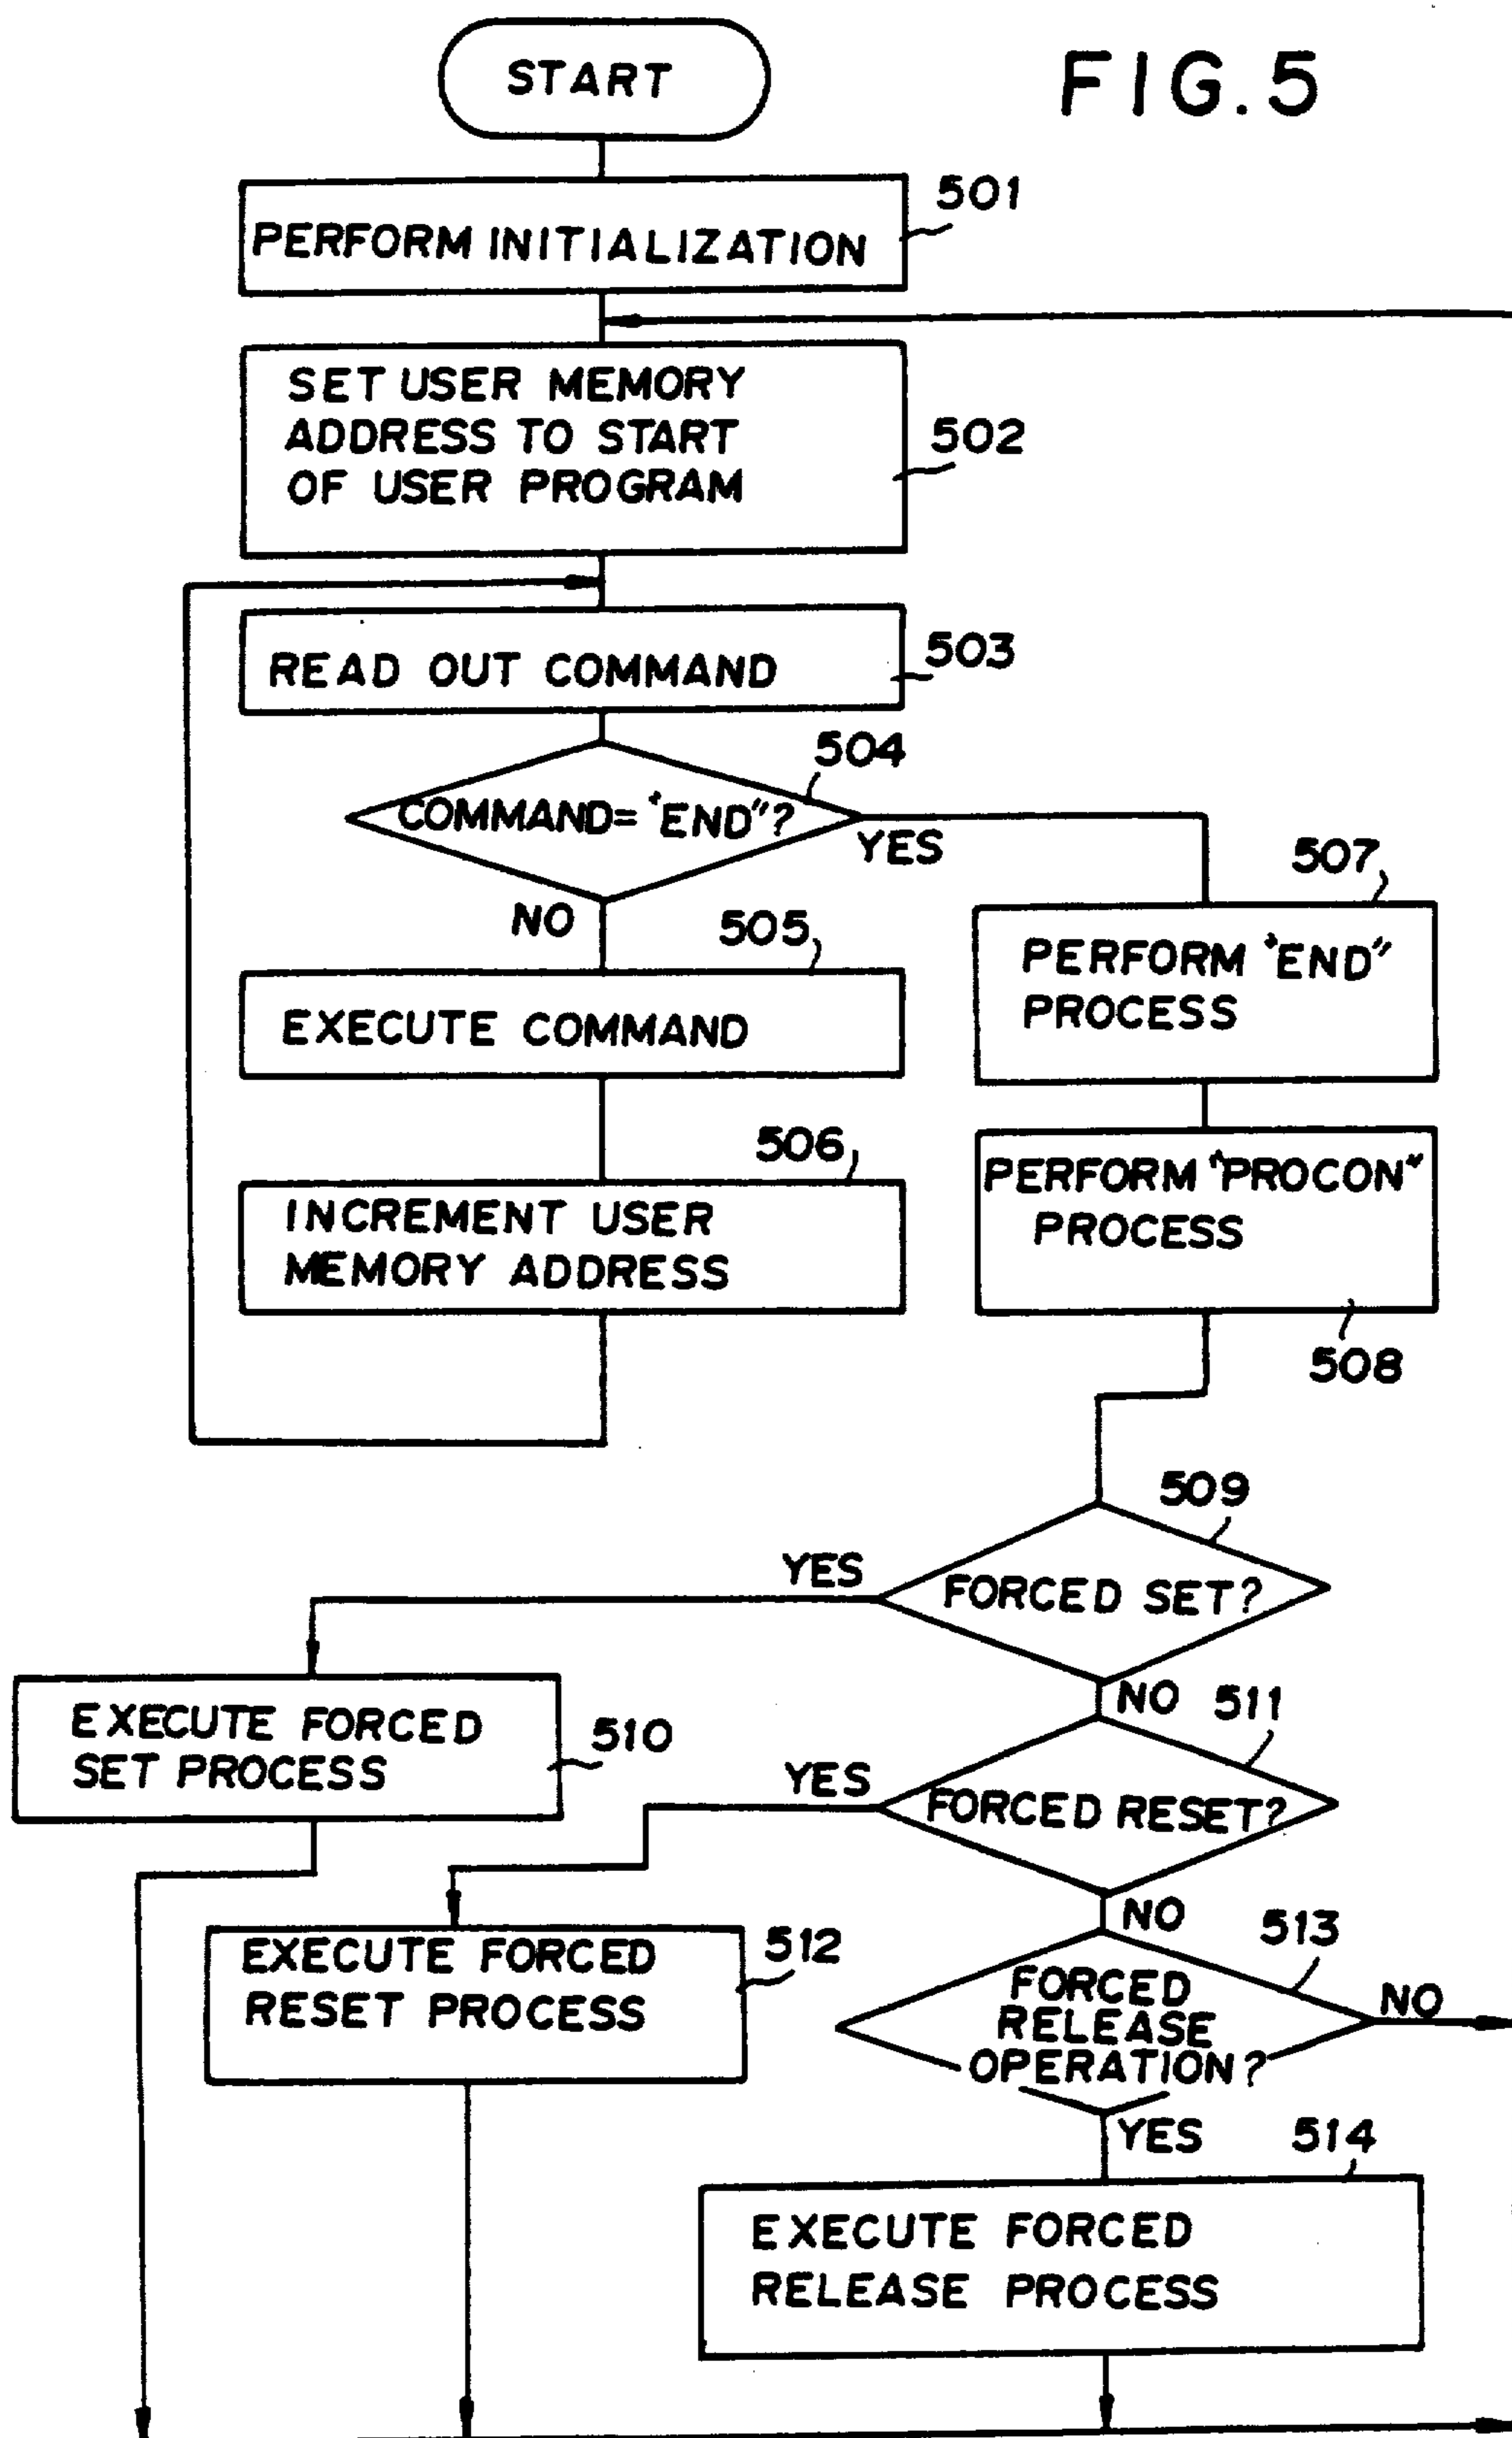 START
FIG.5
501
PERFORM INITIALIZATION
SET USER MEMORY
ADDRESS TO START
OF USER PROGRAM
502
READ OUT COMMAND
503
504
COMMAND="END"?
YES
NO
505
507
PERFORM "END"
PROCESS
EXECUTE COMMAND
506
PERFORM "PROCON"
PROCESS
INCREMENT USER
MEMORY ADDRESS
508
509
YES
FORCED SET?
NO
511
EXECUTE FORCED
SET PROCESS
510
YES
FORCED RESET?
NO
513
EXECUTE FORCED
RESET PROCESS
512
FORCED
RELEASE
OPERATION?
NO
YES
514
EXECUTE FORCED
RELEASE PROCESS